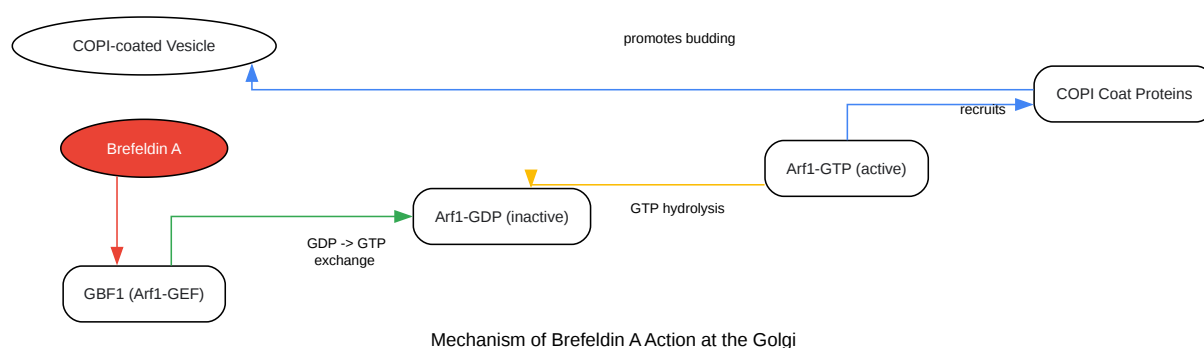 COPI-coated Vesicle
promotes budding
COPI Coat Proteins
recruits
Brefeldin A
Arf1-GTP (active)
Arf1-GDP (inactive)
GTP hydrolysis
GDP -> GTP
exchange
GBF1 (Arf1-GEF)
Mechanism of Brefeldin A Action at the Golgi